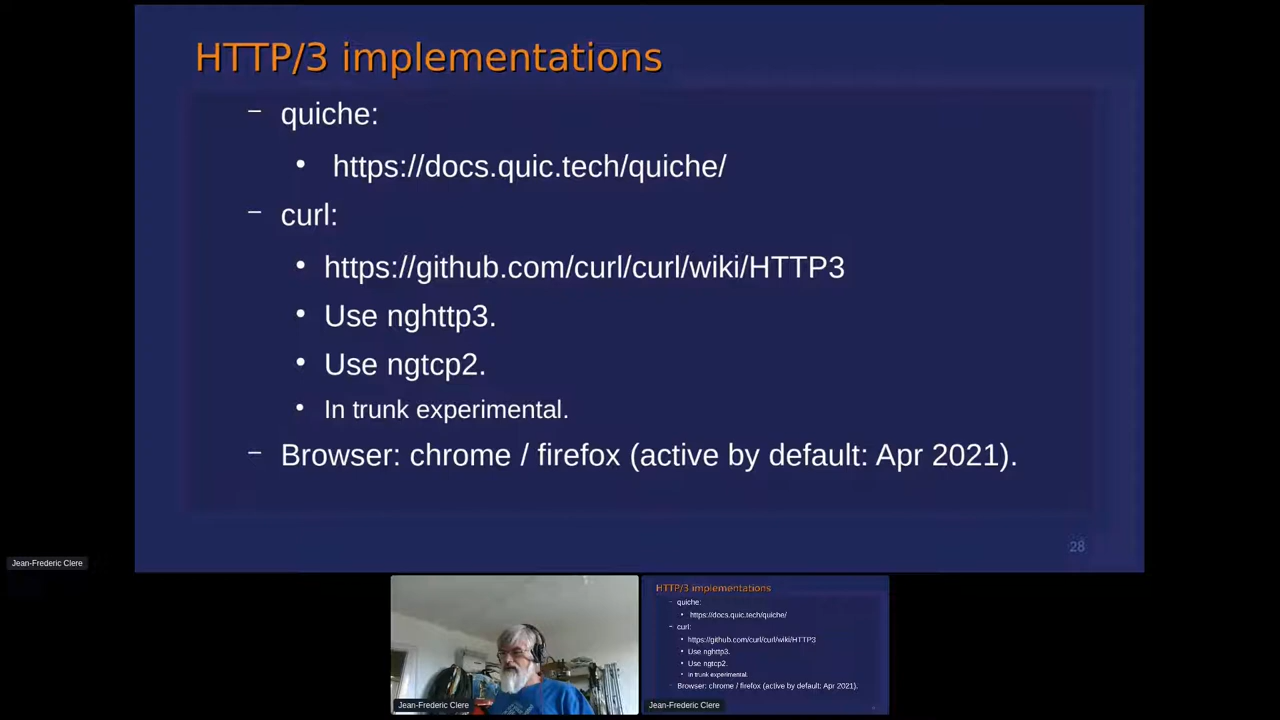 HTTP/3 implementations
– quiche:
• https://docs.quic.tech/quiche/
– curl:
• https://github.com/curl/curl/wiki/HTTP3
• Use nghttp3.
• Use ngtcp2.
• In trunk experimental.
– Browser: chrome / firefox (active by default: Apr 2021).
28
Jean-Frederic Clere
Jean-Frederic Clere
HTTP/3 implementations
– quiche:
• https://docs.quic.tech/quiche/
– curl:
• https://github.com/curl/curl/wiki/HTTP3
• Use nghttp3.
• Use ngtcp2.
• In trunk experimental.
– Browser: chrome / firefox (active by default: Apr 2021).
Jean-Frederic Clere